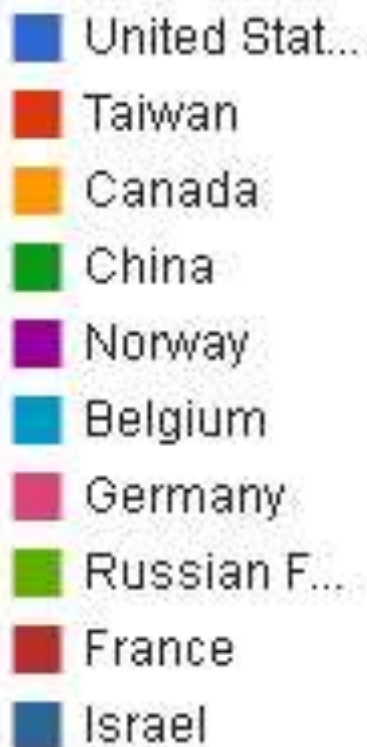 United Stat...
Taiwan
Canada
China
Norway
Belgium
Germany
Russian F...
France
Israel